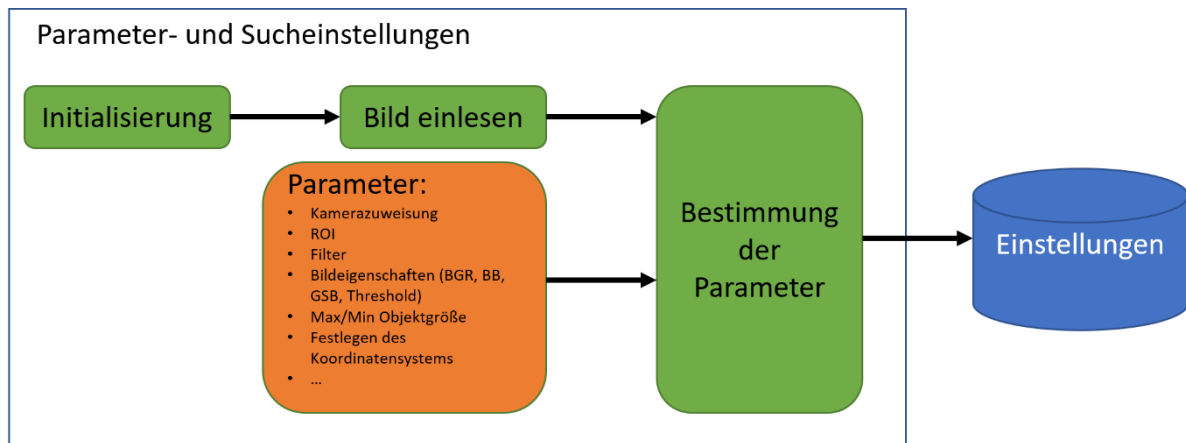 Parameter- und Sucheinstellungen
Initialisierung
Bild einlesen
Parameter:
• Kamerazuweisung
• ROI
• Filter
• Bildeigenschaften (BGR, BB,
GSB, Threshold)
• Max/Min Objektgröße
• Festlegen des
Koordinatensystems
• ...
Bestimmung
der
Parameter
Einstellungen